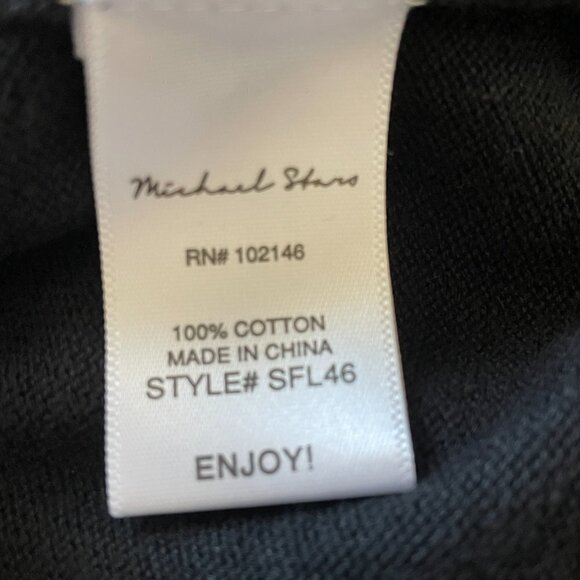 Michael Stars
RN# 102146
100% COTTON
MADE IN CHINA
STYLE# SFL46
ENJOY!